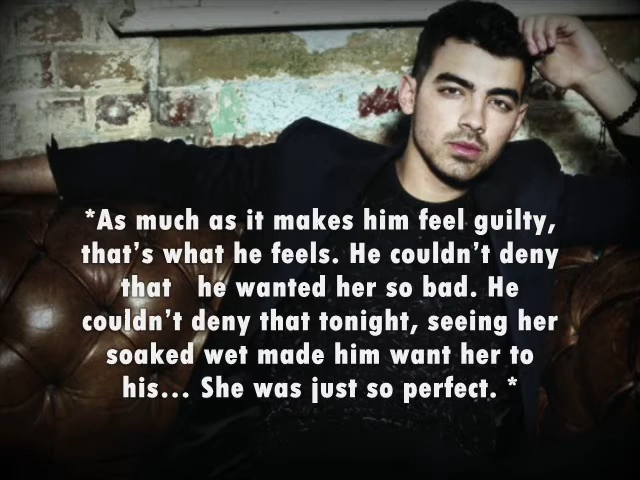 *As much as it makes him feel guilty,
that's what he feels. He couldn't deny
that he wanted her so bad. He
couldn't deny that tonight, seeing her
soaked wet made him want her to
his... She was just so perfect. *